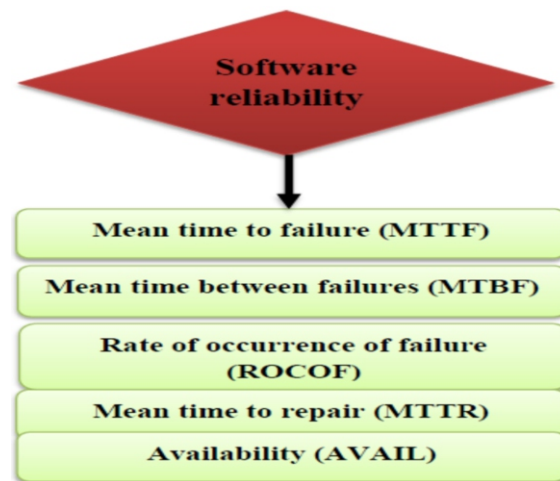 Software
reliability
Mean time to failure (MTTF)
Mean time between failures (MTBF)
Rate of occurrence of failure
(ROCOF)
Mean time to repair (MTTR)
Availability (AVAIL)